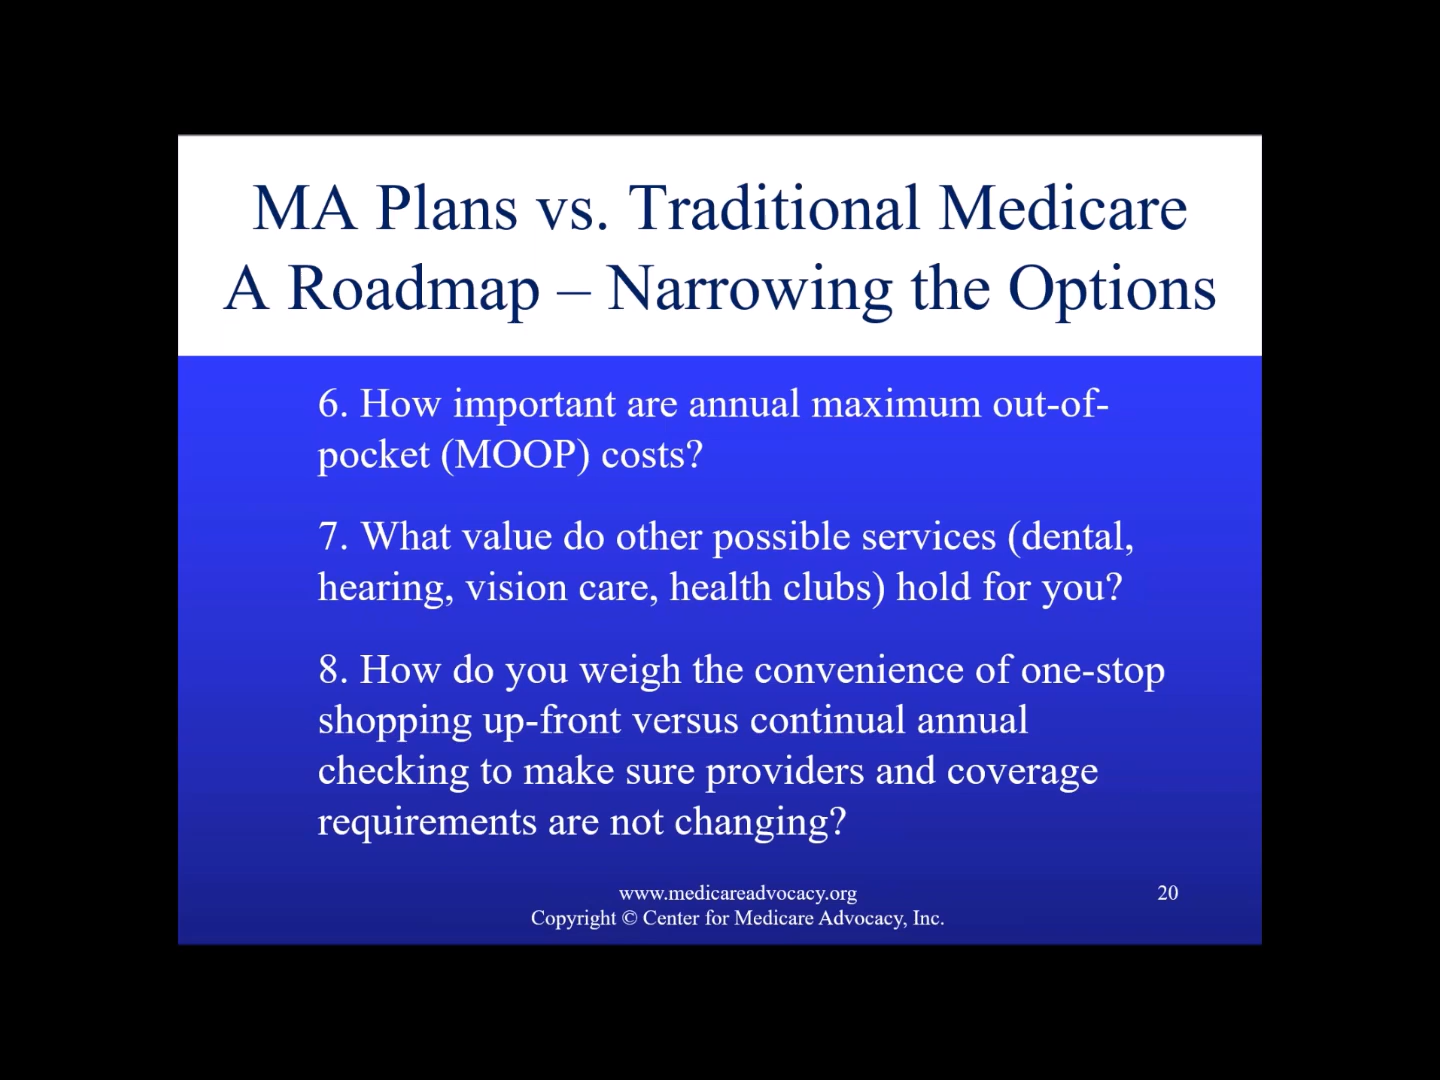 MA Plans vs. Traditional Medicare
A Roadmap – Narrowing the Options
6. How important are annual maximum out-of-
pocket (MOOP) costs?
7. What value do other possible services (dental,
hearing, vision care, health clubs) hold for you?
8. How do you weigh the convenience of one-stop
shopping up-front versus continual annual
checking to make sure providers and coverage
requirements are not changing?
www.medicareadvocacy.org
Copyright © Center for Medicare Advocacy, Inc.
20